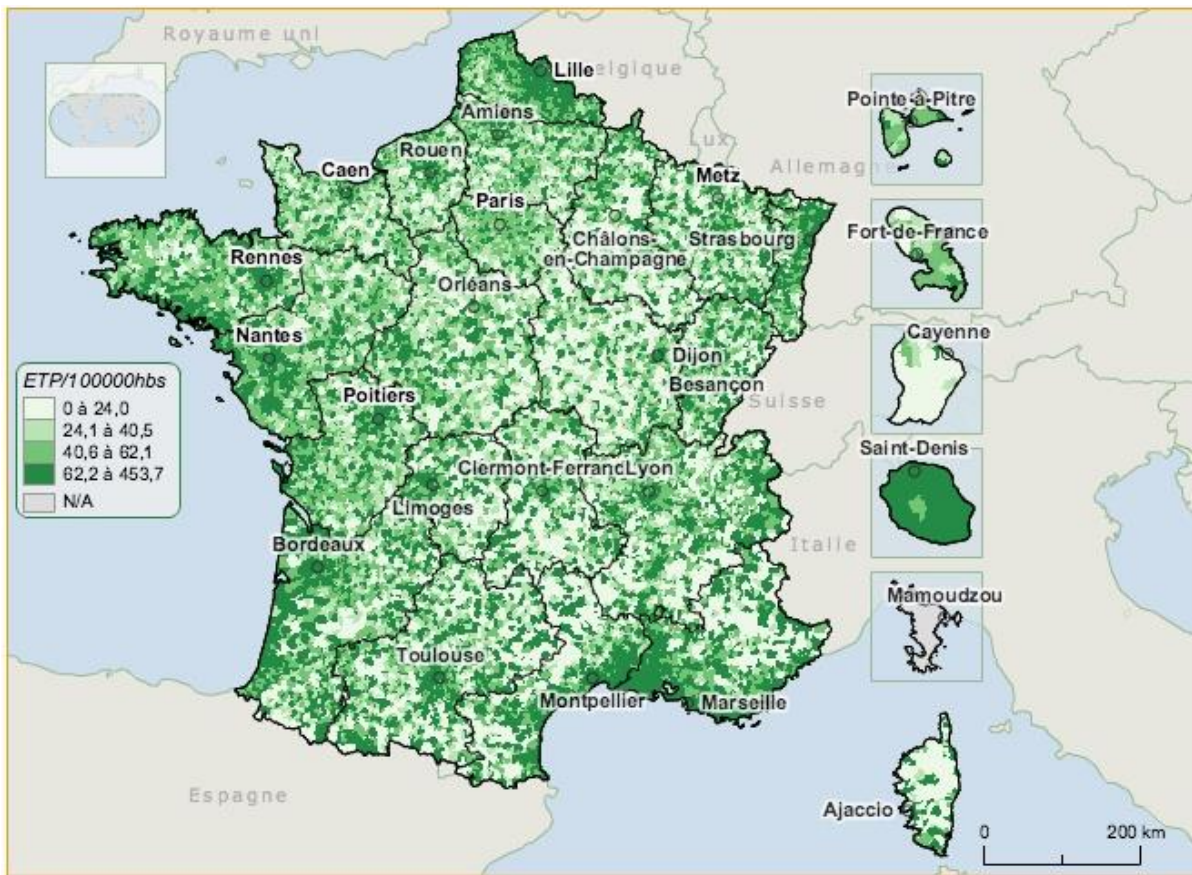 Royaume uni
Lille
elgique
Amiens
Pointe-à-Pitre
Rouen
Lux
Allemagne
Caen
Metz
Paris
Fort-de-France
Châlons-
en-Champagne
Strasbourg
Rennes
Orléans
Cayenne
Nantes
Dijon
ETP/100000hbs
0 à 24,0
24,1 à 40,5
40,6 à 62,1
62,2 à 453,7
N/A
Besançon
Poitiers
Suisse
Saint-Denis
Clermont-Ferrand
Lyon
Limoges
Bordeaux
Italie
Mamoudzou
Toulouse
Montpellier
Marseille
Espagne
Ajaccio
0 200 km